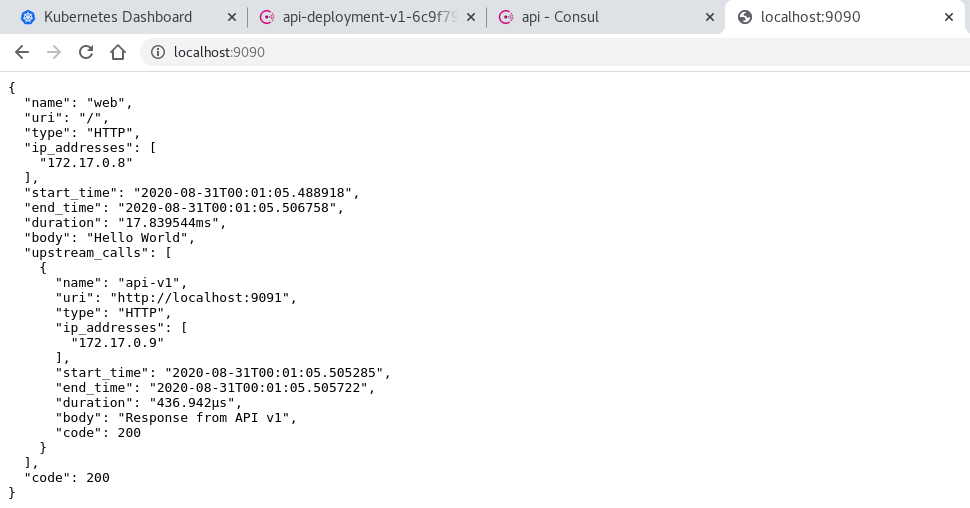 Kubernetes Dashboard
api-deployment-v1-6c9f79
api - Consul
localhost:9090
localhost:9090
{
  "name": "web",
  "uri": "/",
  "type": "HTTP",
  "ip_addresses": [
    "172.17.0.8"
  ],
  "start_time": "2020-08-31T00:01:05.488918",
  "end_time": "2020-08-31T00:01:05.506758",
  "duration": "17.839544ms",
  "body": "Hello World",
  "upstream_calls": [
    {
      "name": "api-v1",
      "uri": "http://localhost:9091",
      "type": "HTTP",
      "ip_addresses": [
        "172.17.0.9"
      ],
      "start_time": "2020-08-31T00:01:05.505285",
      "end_time": "2020-08-31T00:01:05.505722",
      "duration": "436.942µs",
      "body": "Response from API v1",
      "code": 200
    }
  ],
  "code": 200
}